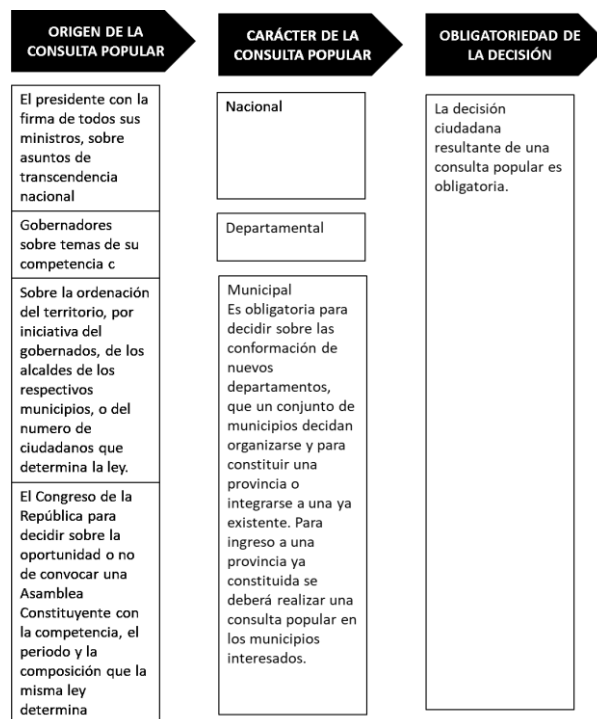 ORIGEN DE LA
CONSULTA POPULAR
El presidente con la
firma de todos sus
ministros, sobre
asuntos de
transcendencia
nacional
Gobernadores
sobre temas de su
competencia c
Sobre la ordenación
del territorio, por
iniciativa del
gobernados, de los
alcaldes de los
respectivos
municipios, o del
numero de
ciudadanos que
determina la ley.
El Congreso de la
República para
decidir sobre la
oportunidad o no
de convocar una
Asamblea
Constituyente con
la competencia, el
periodo y la
composición que la
misma ley
determina
CARÁCTER DE LA
CONSULTA POPULAR
Nacional
Departamental
Municipal
Es obligatoria para
decidir sobre las
conformación de
nuevos
departamentos,
que un conjunto de
municipios decidan
organizarse y para
constituir una
provincia o
integrarse a una ya
existente. Para
ingreso a una
provincia ya
constituida se
deberá realizar una
consulta popular en
los municipios
interesados.
OBLIGATORIEDAD DE
LA DECISIÓN
La decisión
ciudadana
resultante de una
consulta popular es
obligatoria.